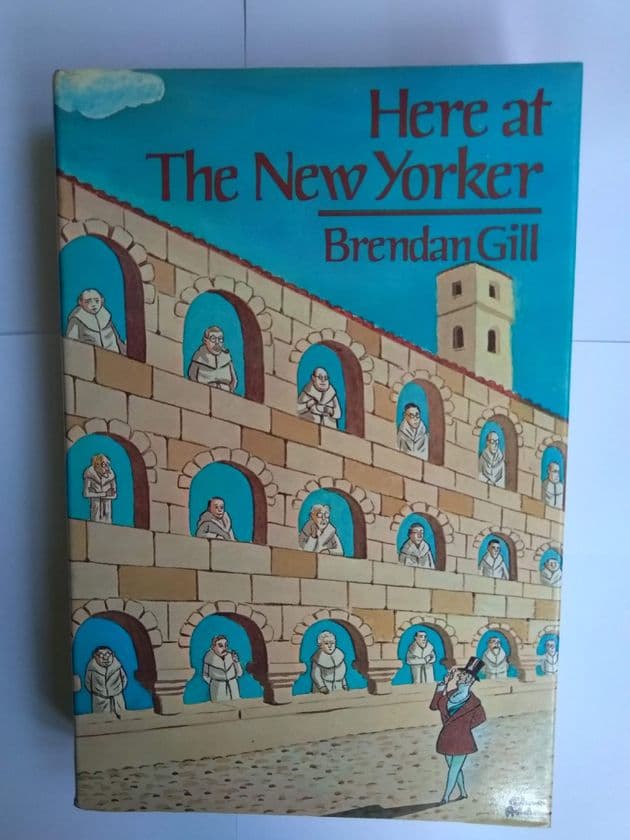 Here at
The New Yorker
Brendan Gill